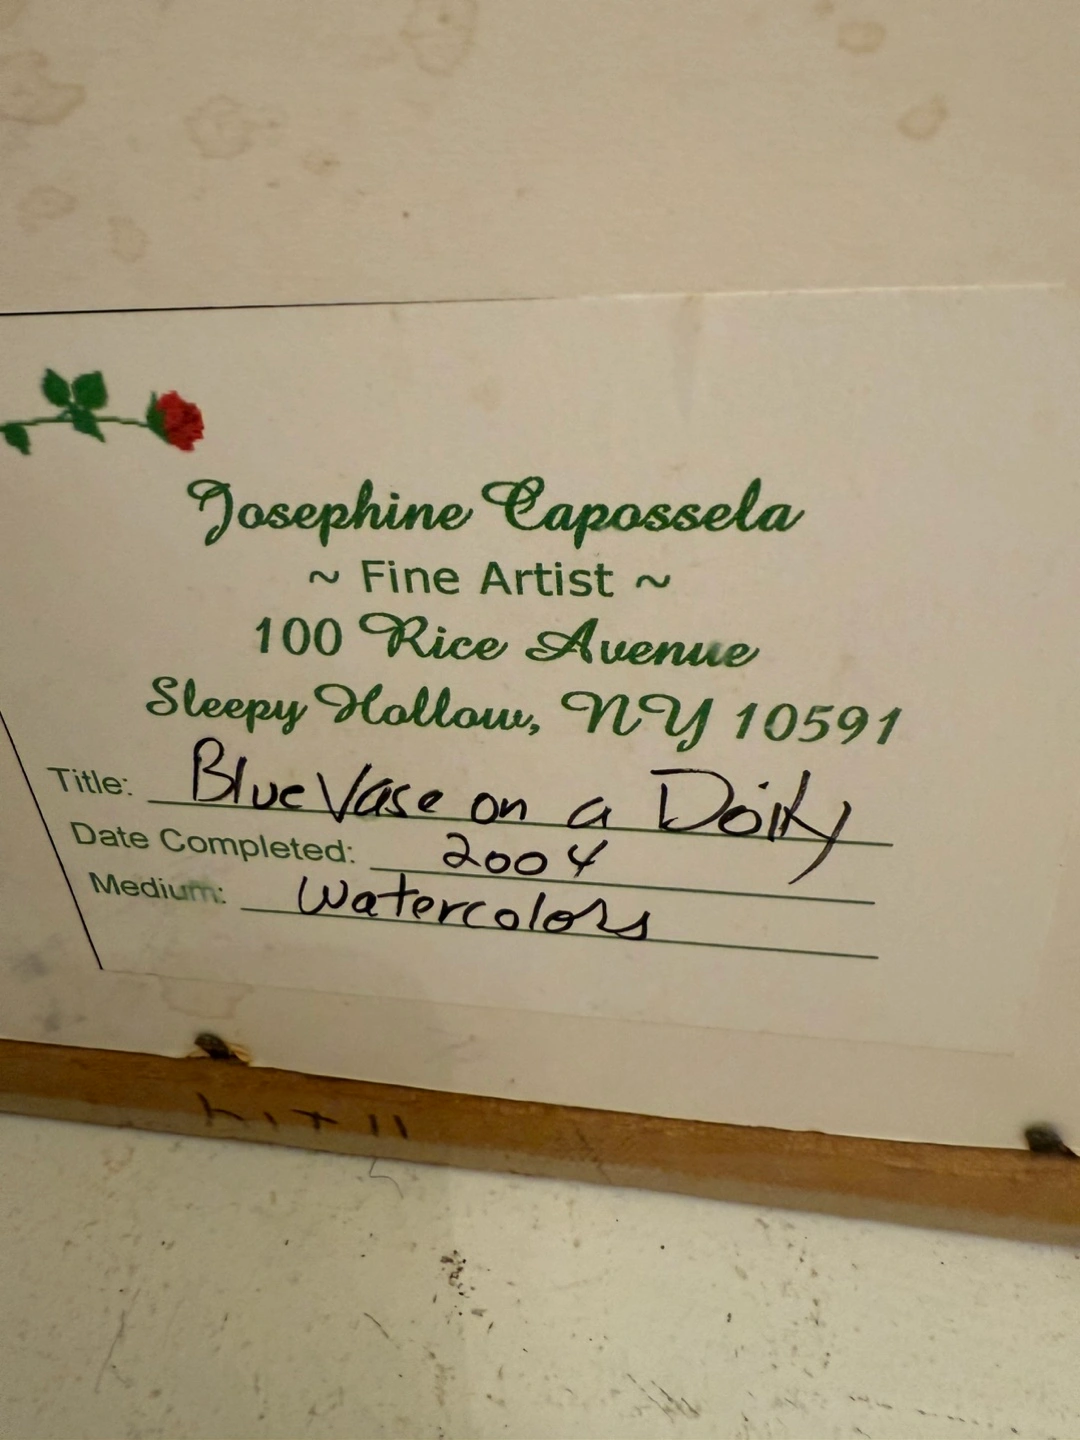 Josephine Capossela
~ Fine Artist ~
100 Rice Avenue
Sleepy Hollow, NY 10591
Title: Blue Vase on a Doily
Date Completed: 2004
Medium: Watercolors